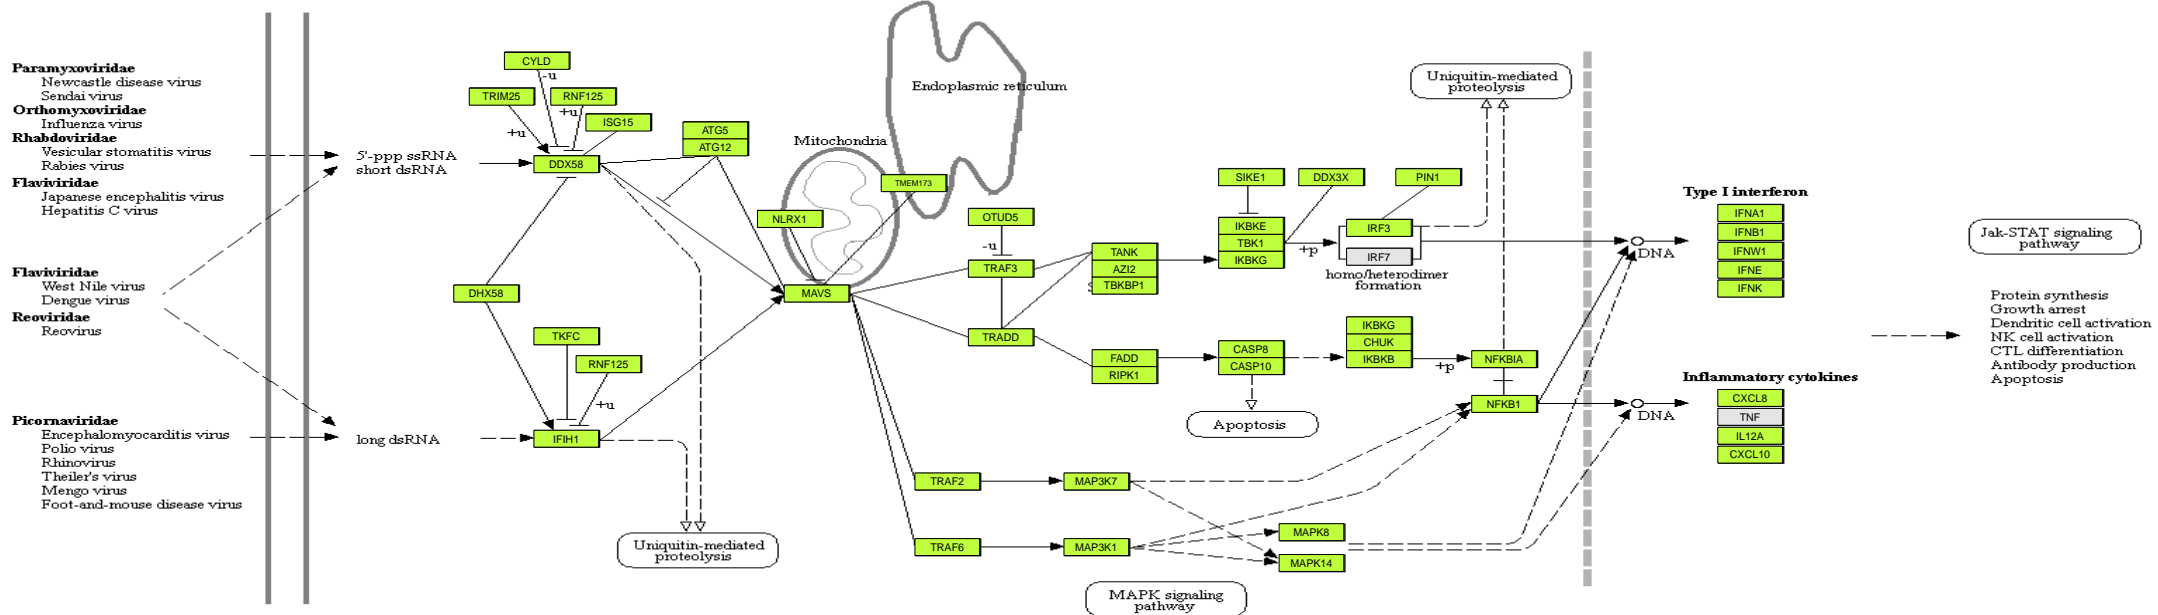 Paramyxoviridae
Newcastle disease virus
Sendai virus
Orthomyxoviridae
Influenza virus
Rhabdoviridae
Vesicular stomatitis virus
Rabies virus
Flaviviridae
Japanese encephalitis virus
Hepatitis C virus
Flaviviridae
West Nile virus
Dengue virus
Reoviridae
Reovirus
Picornaviridae
Encephalomyocarditis virus
Polio virus
Rhinovirus
Theiler's virus
Mengo virus
Foot-and-mouse disease virus
5'-ppp ssRNA
short dsRNA
long dsRNA
CYLD
-u
TRIM25
RNF125
+u
+u
ISG15
DDX58
ATG5
ATG12
DHX58
TKFC
RNF125
+u
IFIH1
Uniquitin-mediated
proteolysis
Mitochondria
Endoplasmic reticulum
TMEM173
NLRX1
MAVS
OTUD5
-u
TRAF3
TRADD
TANK
AZI2
TBKBP1
FADD
RIPK1
TRAF2
MAP3K7
TRAF6
MAP3K1
MAPK8
MAPK14
MAPK signaling
pathway
SIKE1
DDX3X
PIN1
IKBKE
TBK1
IKBKG
+p
IRF3
IRF7
homo/heterodimer
formation
CASP8
CASP10
Apoptosis
IKBKG
CHUK
IKBKB
+p
NFKBIA
NFKB1
Uniquitin-mediated
proteolysis
DNA
DNA
Type I interferon
IFNA1
IFNB1
IFNW1
IFNE
IFNK
Inflammatory cytokines
CXCL8
TNF
IL12A
CXCL10
Jak-STAT signaling
pathway
Protein synthesis
Growth arrest
Dendritic cell activation
NK cell activation
CTL differentiation
Antibody production
Apoptosis